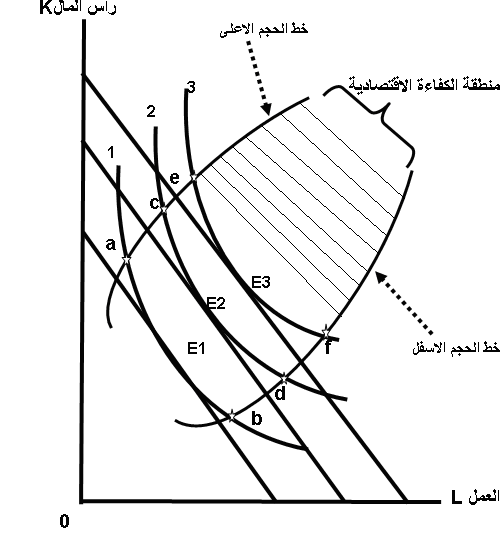 راس المالK
خط الحجم الاعلى
منطقة الكفاءة الاقتصادية
3
2
1
e
c
a
E3
E2
E1
f
خط الحجم الاسفل
d
b
العمل L
0